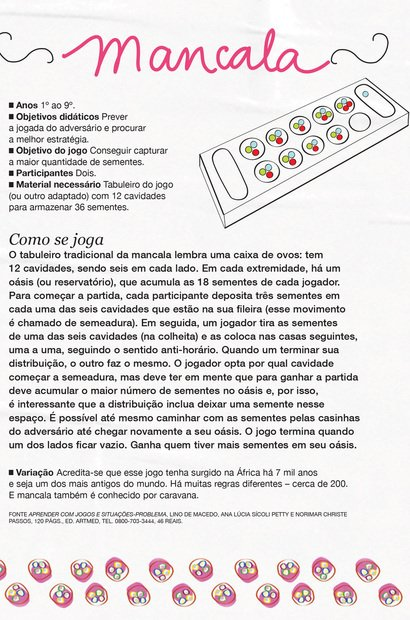 Mancala
■ Anos 1º ao 9º.
■ Objetivos didáticos Prever
a jogada do adversário e procurar
a melhor estratégia.
■ Objetivo do jogo Conseguir capturar
a maior quantidade de sementes.
■ Participantes Dois.
■ Material necessário Tabuleiro do jogo
(ou outro adaptado) com 12 cavidades
para armazenar 36 sementes.
Como se joga
O tabuleiro tradicional da mancala lembra uma caixa de ovos: tem
12 cavidades, sendo seis em cada lado. Em cada extremidade, há um
oásis (ou reservatório), que acumula as 18 sementes de cada jogador.
Para começar a partida, cada participante deposita três sementes em
cada uma das seis cavidades que estão na sua fileira (esse movimento
é chamado de semeadura). Em seguida, um jogador tira as sementes
de uma das seis cavidades (na colheita) e as coloca nas casas seguintes,
uma a uma, seguindo o sentido anti-horário. Quando um terminar sua
distribuição, o outro faz o mesmo. O jogador opta por qual cavidade
começar a semeadura, mas deve ter em mente que para ganhar a partida
deve acumular o maior número de sementes no oásis e, por isso,
é interessante que a distribuição inclua deixar uma semente nesse
espaço. É possível até mesmo caminhar com as sementes pelas casinhas
do adversário até chegar novamente a seu oásis. O jogo termina quando
um dos lados ficar vazio. Ganha quem tiver mais sementes em seu oásis.
■ Variação Acredita-se que esse jogo tenha surgido na África há 7 mil anos
e seja um dos mais antigos do mundo. Há muitas regras diferentes – cerca de 200.
E mancala também é conhecido por caravana.
FONTE APRENDER COM JOGOS E SITUAÇÕES-PROBLEMA, LINO DE MACEDO, ANA LÚCIA SÍCOLI PETTY E NORIMAR CHRISTE
PASSOS, 120 PÁGS., ED. ARTMED, TEL. 0800-703-3444, 46 REAIS.